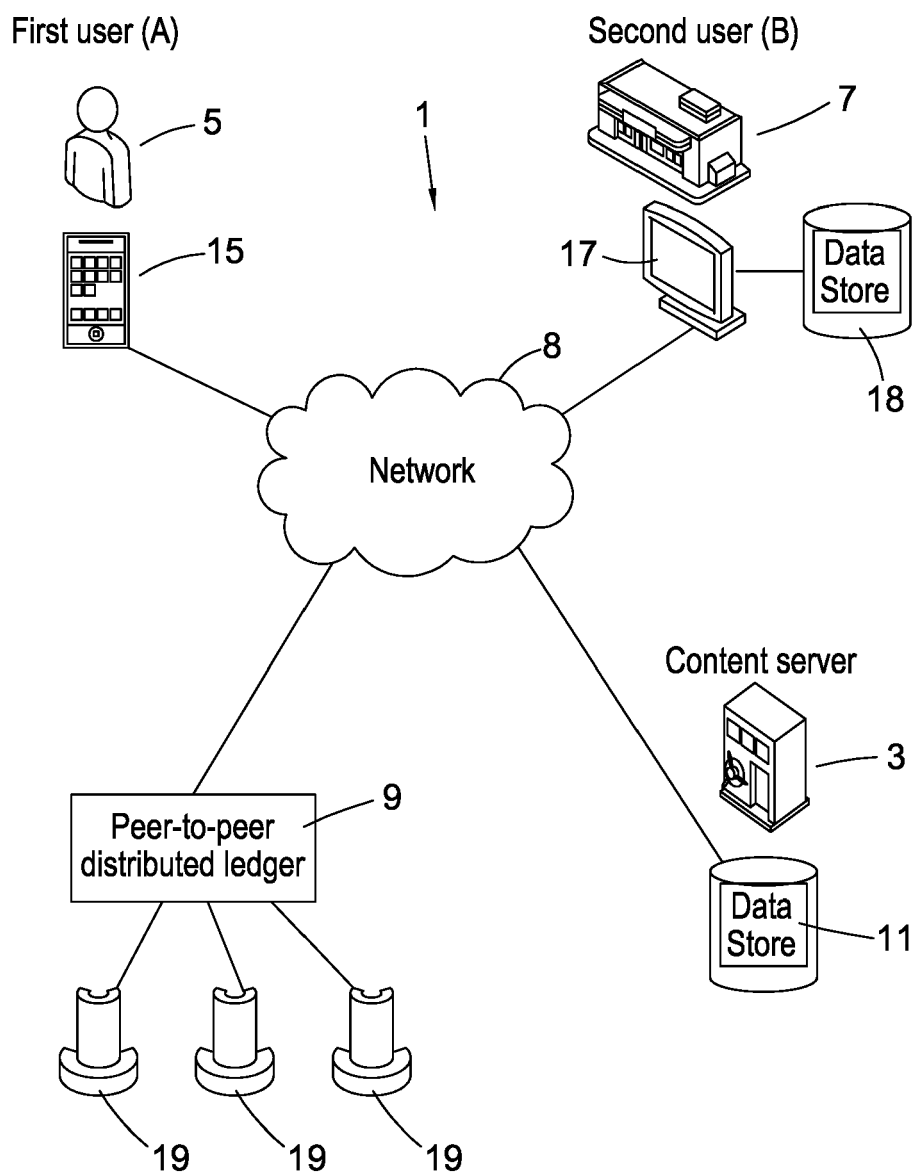 First user (A)
Second user (B)
5
1
7
15
17
Data
Store
18
8
Network
Content server
3
9
Peer-to-peer
distributed ledger
Data
Store
11
19
19
19